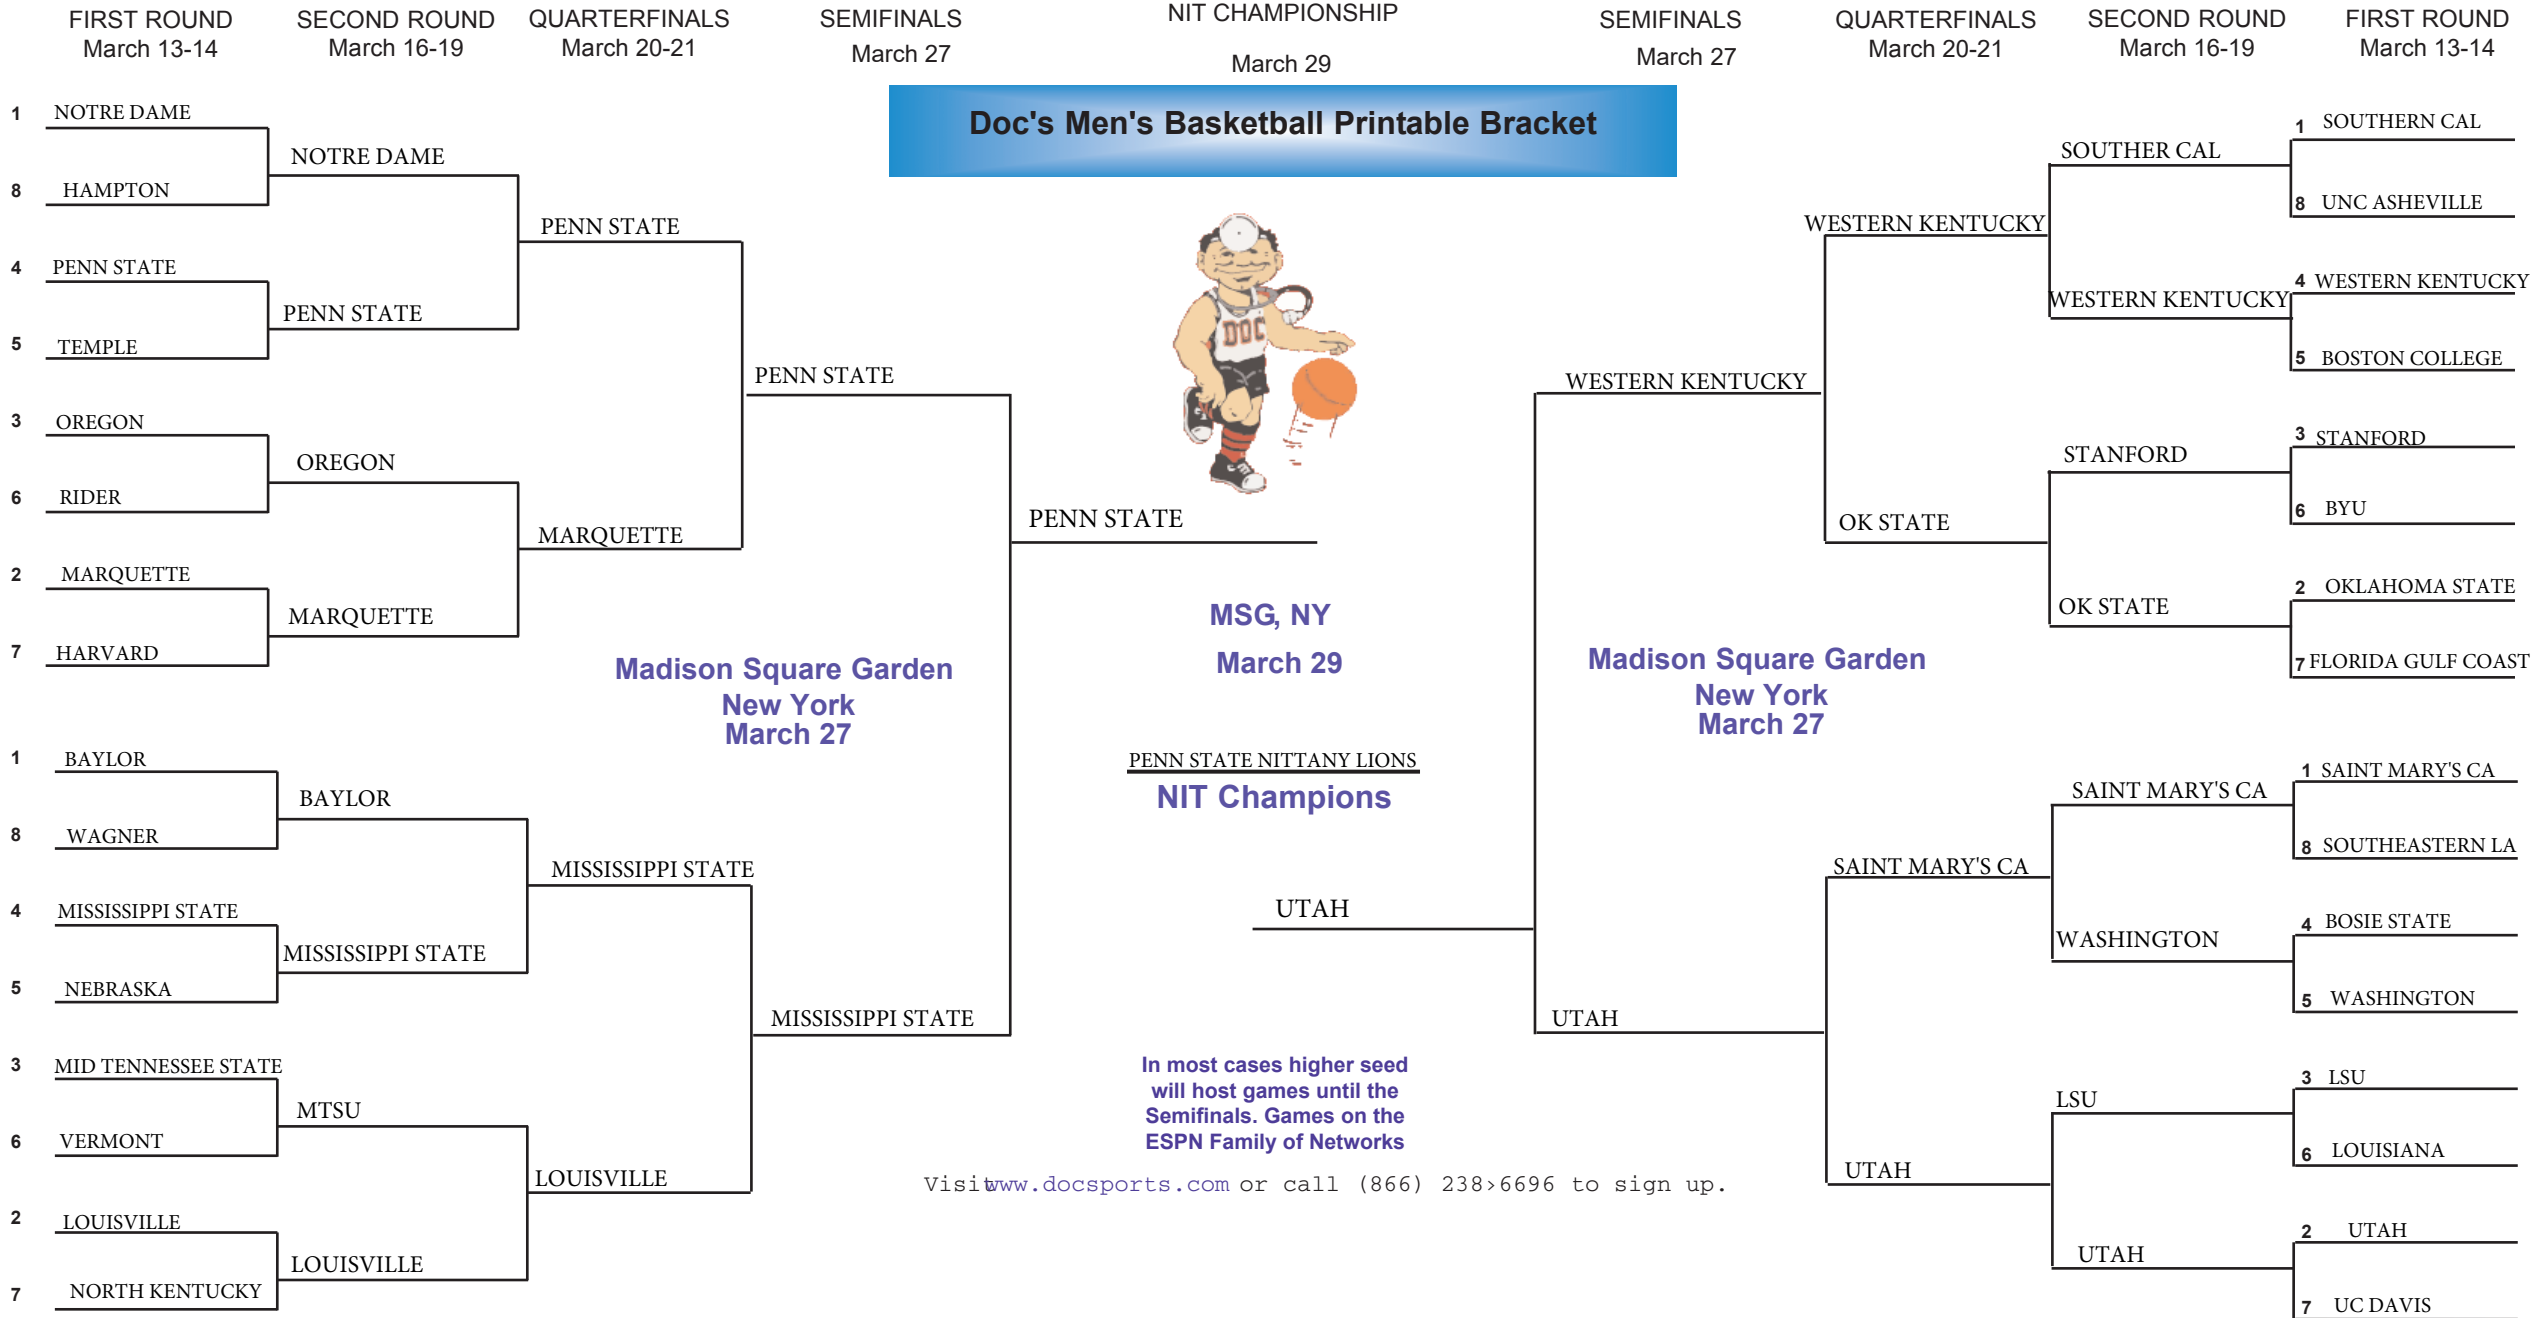 FIRST ROUND
March 13-14
SECOND ROUND
March 16-19
QUARTERFINALS
March 20-21
SEMIFINALS
March 27
NIT CHAMPIONSHIP
March 29
SEMIFINALS
March 27
QUARTERFINALS
March 20-21
SECOND ROUND
March 16-19
FIRST ROUND
March 13-14
Doc's Men's Basketball Printable Bracket
1 NOTRE DAME
8 HAMPTON
4 PENN STATE
5 TEMPLE
3 OREGON
6 RIDER
2 MARQUETTE
7 HARVARD
1 BAYLOR
8 WAGNER
4 MISSISSIPPI STATE
5 NEBRASKA
3 MID TENNESSEE STATE
6 VERMONT
2 LOUISVILLE
7 NORTH KENTUCKY
NOTRE DAME
PENN STATE
OREGON
MARQUETTE
BAYLOR
MISSISSIPPI STATE
MTSU
LOUISVILLE
PENN STATE
MARQUETTE
MISSISSIPPI STATE
LOUISVILLE
PENN STATE
MISSISSIPPI STATE
Madison Square Garden
New York
March 27
DOC
PENN STATE
MSG, NY
March 29
PENN STATE NITTANY LIONS
NIT Champions
UTAH
In most cases higher seed
will host games until the
Semifinals. Games on the
ESPN Family of Networks
Visit www.docsports.com or call (866) 238›6696 to sign up.
WESTERN KENTUCKY
UTAH
Madison Square Garden
New York
March 27
WESTERN KENTUCKY
OK STATE
SAINT MARY'S CA
UTAH
SOUTHER CAL
WESTERN KENTUCKY
STANFORD
OK STATE
SAINT MARY'S CA
WASHINGTON
LSU
UTAH
1 SOUTHERN CAL
8 UNC ASHEVILLE
4 WESTERN KENTUCKY
5 BOSTON COLLEGE
3 STANFORD
6 BYU
2 OKLAHOMA STATE
7 FLORIDA GULF COAST
1 SAINT MARY'S CA
8 SOUTHEASTERN LA
4 BOSIE STATE
5 WASHINGTON
3 LSU
6 LOUISIANA
2 UTAH
7 UC DAVIS